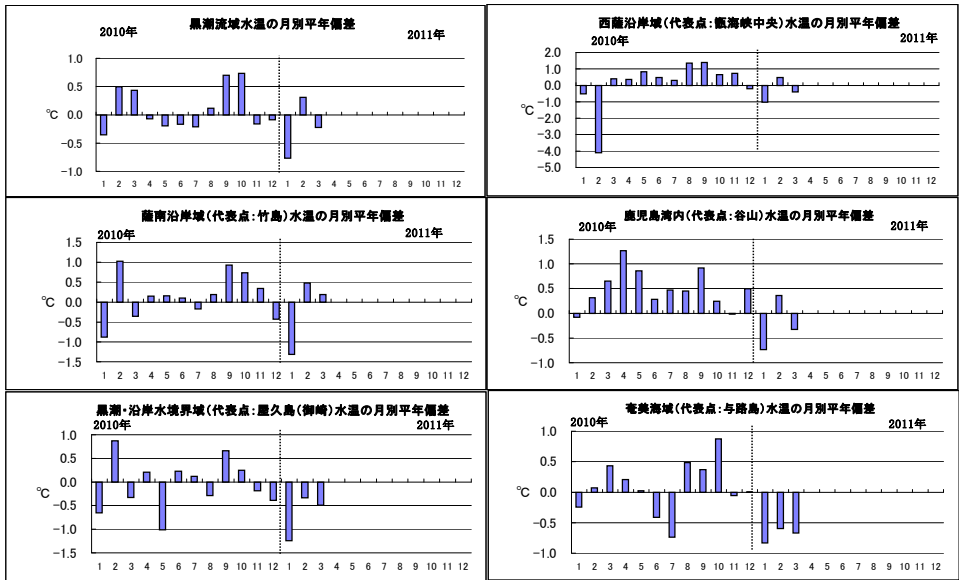 黒潮流域水温の月別平年偏差
2010年
2011年
1.0
0.5
0.0
-0.5
-1.0
℃
1 2 3 4 5 6 7 8 9 10 11 12 1 2 3 4 5 6 7 8 9 10 11 12
西薩沿岸域(代表点:甑海峡中央)水温の月別平年偏差
2010年
2011年
2.0
1.0
0.0
-1.0
-2.0
-3.0
-4.0
-5.0
℃
1 2 3 4 5 6 7 8 9 10 11 12 1 2 3 4 5 6 7 8 9 10 11 12
薩南沿岸域(代表点:竹島)水温の月別平年偏差
2010年
2011年
1.5
1.0
0.5
0.0
-0.5
-1.0
-1.5
℃
1 2 3 4 5 6 7 8 9 10 11 12 1 2 3 4 5 6 7 8 9 10 11 12
鹿児島湾内(代表点:谷山)水温の月別平年偏差
2010年
2011年
1.5
1.0
0.5
0.0
-0.5
-1.0
℃
1 2 3 4 5 6 7 8 9 10 11 12 1 2 3 4 5 6 7 8 9 10 11 12
黒潮・沿岸水境界域(代表点:屋久島(御崎)水温の月別平年偏差
2010年
2011年
1.0
0.5
0.0
-0.5
-1.0
-1.5
℃
1 2 3 4 5 6 7 8 9 10 11 12 1 2 3 4 5 6 7 8 9 10 11 12
奄美海域(代表点:与路島)水温の月別平年偏差
2010年
2011年
1.0
0.5
0.0
-0.5
-1.0
℃
1 2 3 4 5 6 7 8 9 10 11 12 1 2 3 4 5 6 7 8 9 10 11 12